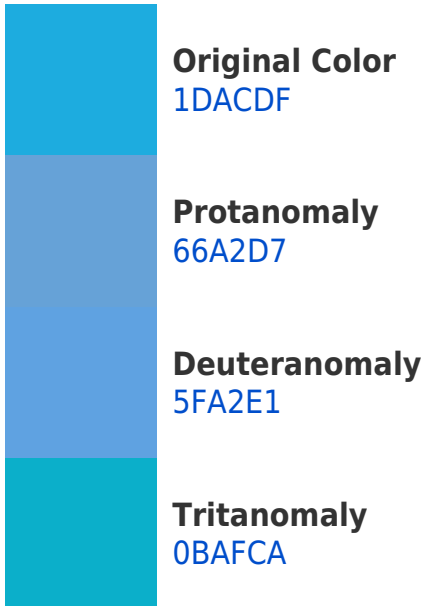 Original Color
1DACDF
Protanomaly
66A2D7
Deuteranomaly
5FA2E1
Tritanomaly
0BAFCA